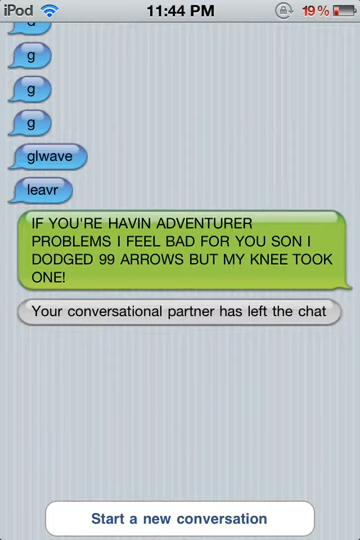 iPod 11:44 PM 19%
g
g
g
glwave
leavr
IF YOU'RE HAVIN ADVENTURER
PROBLEMS I FEEL BAD FOR YOU SON I
DODGED 99 ARROWS BUT MY KNEE TOOK
ONE!
Your conversational partner has left the chat
Start a new conversation